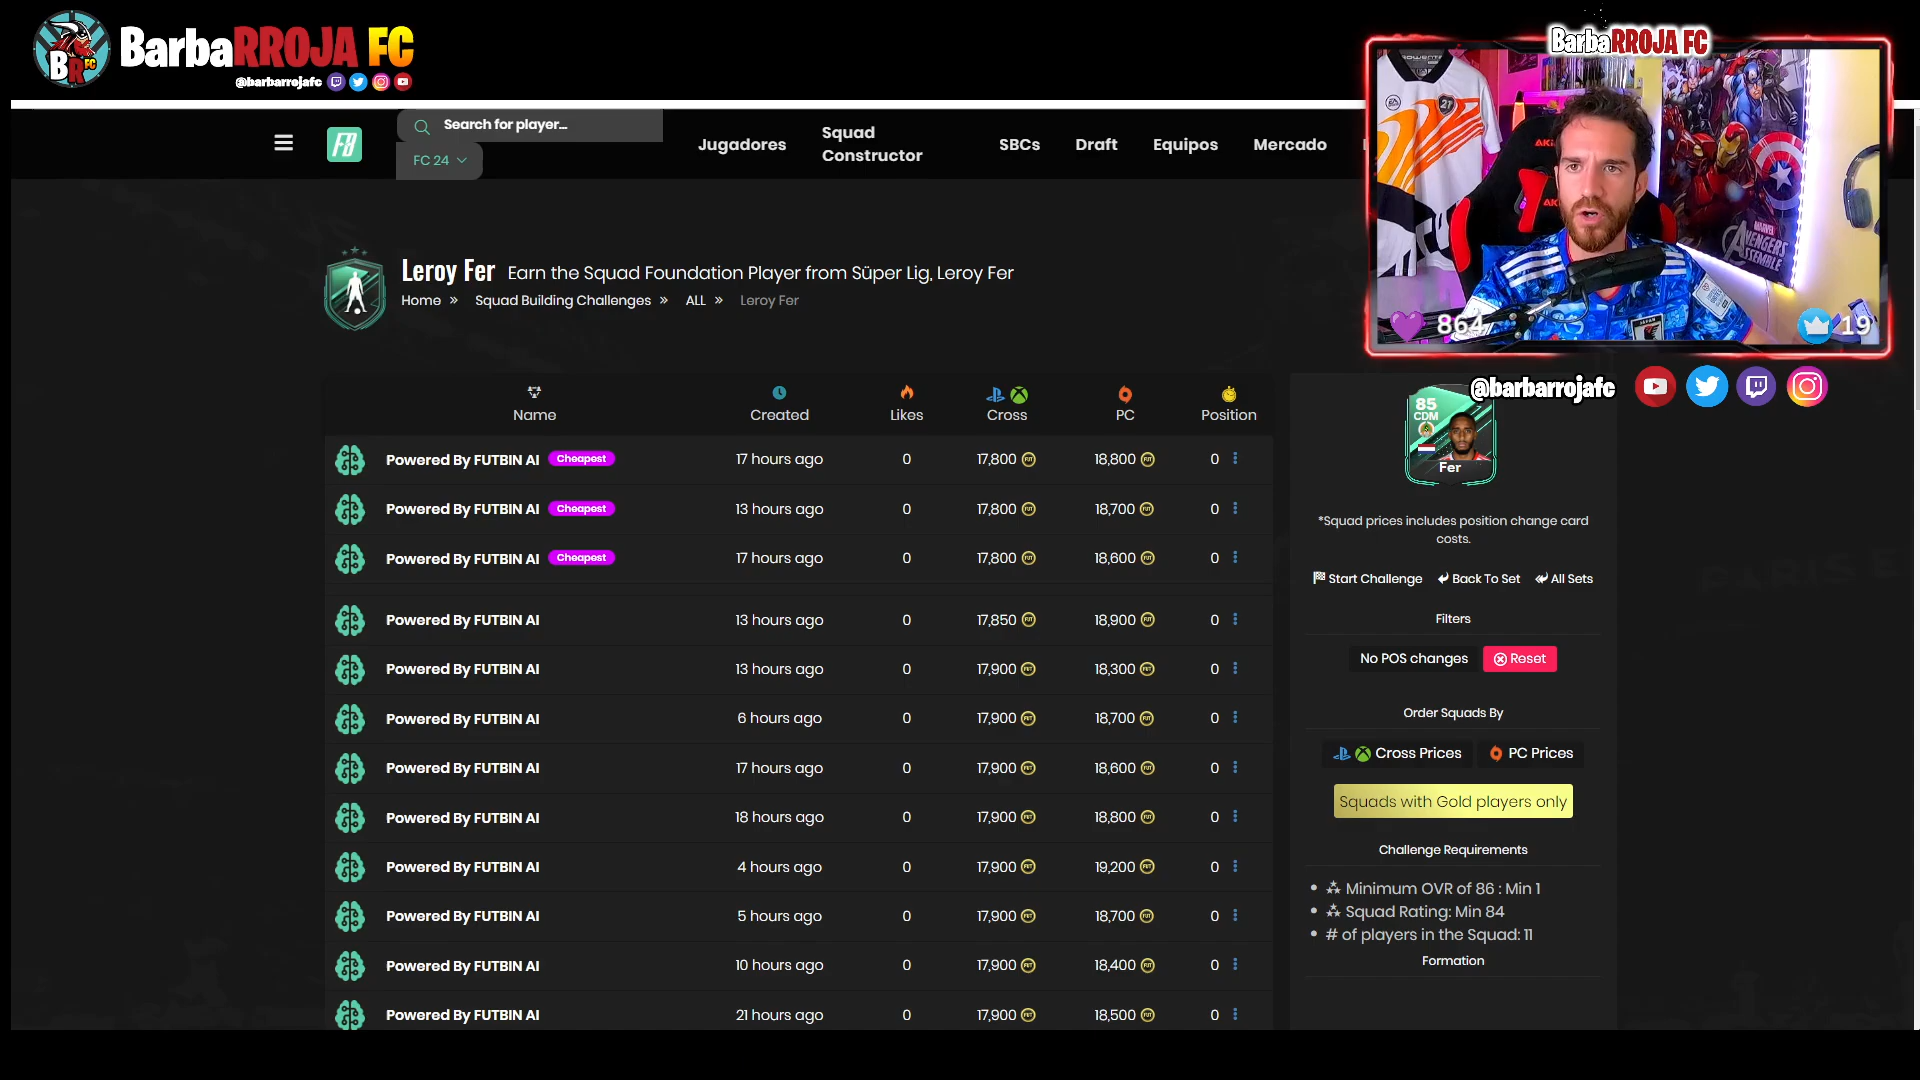 BarbaRROJA FC
@barbarrojafc
BarbaRROJA FC
Search for player...
FC 24
Jugadores
Squad
Constructor
SBCs
Draft
Equipos
Mercado
Leroy Fer Earn the Squad Foundation Player from Süper Lig, Leroy Fer
Home » Squad Building Challenges » ALL » Leroy Fer
864
19
@barbarrojafc
MARVEL
AVENGERS
ASSEMBLE
Name Created Likes Cross PC Position
Powered By FUTBIN AI Cheapest 17 hours ago 0 17,800 18,800 0
Powered By FUTBIN AI Cheapest 13 hours ago 0 17,800 18,700 0
Powered By FUTBIN AI Cheapest 17 hours ago 0 17,800 18,600 0
Powered By FUTBIN AI 13 hours ago 0 17,850 18,900 0
Powered By FUTBIN AI 13 hours ago 0 17,900 18,300 0
Powered By FUTBIN AI 6 hours ago 0 17,900 18,700 0
Powered By FUTBIN AI 17 hours ago 0 17,900 18,600 0
Powered By FUTBIN AI 18 hours ago 0 17,900 18,800 0
Powered By FUTBIN AI 4 hours ago 0 17,900 19,200 0
Powered By FUTBIN AI 5 hours ago 0 17,900 18,700 0
Powered By FUTBIN AI 10 hours ago 0 17,900 18,400 0
Powered By FUTBIN AI 21 hours ago 0 17,900 18,500 0
85
CDM
Fer
*Squad prices includes position change card
costs.
Start Challenge Back To Set All Sets
Filters
No POS changes Reset
Order Squads By
Cross Prices PC Prices
Squads with Gold players only
Challenge Requirements
Minimum OVR of 86 : Min 1
Squad Rating: Min 84
# of players in the Squad: 11
Formation